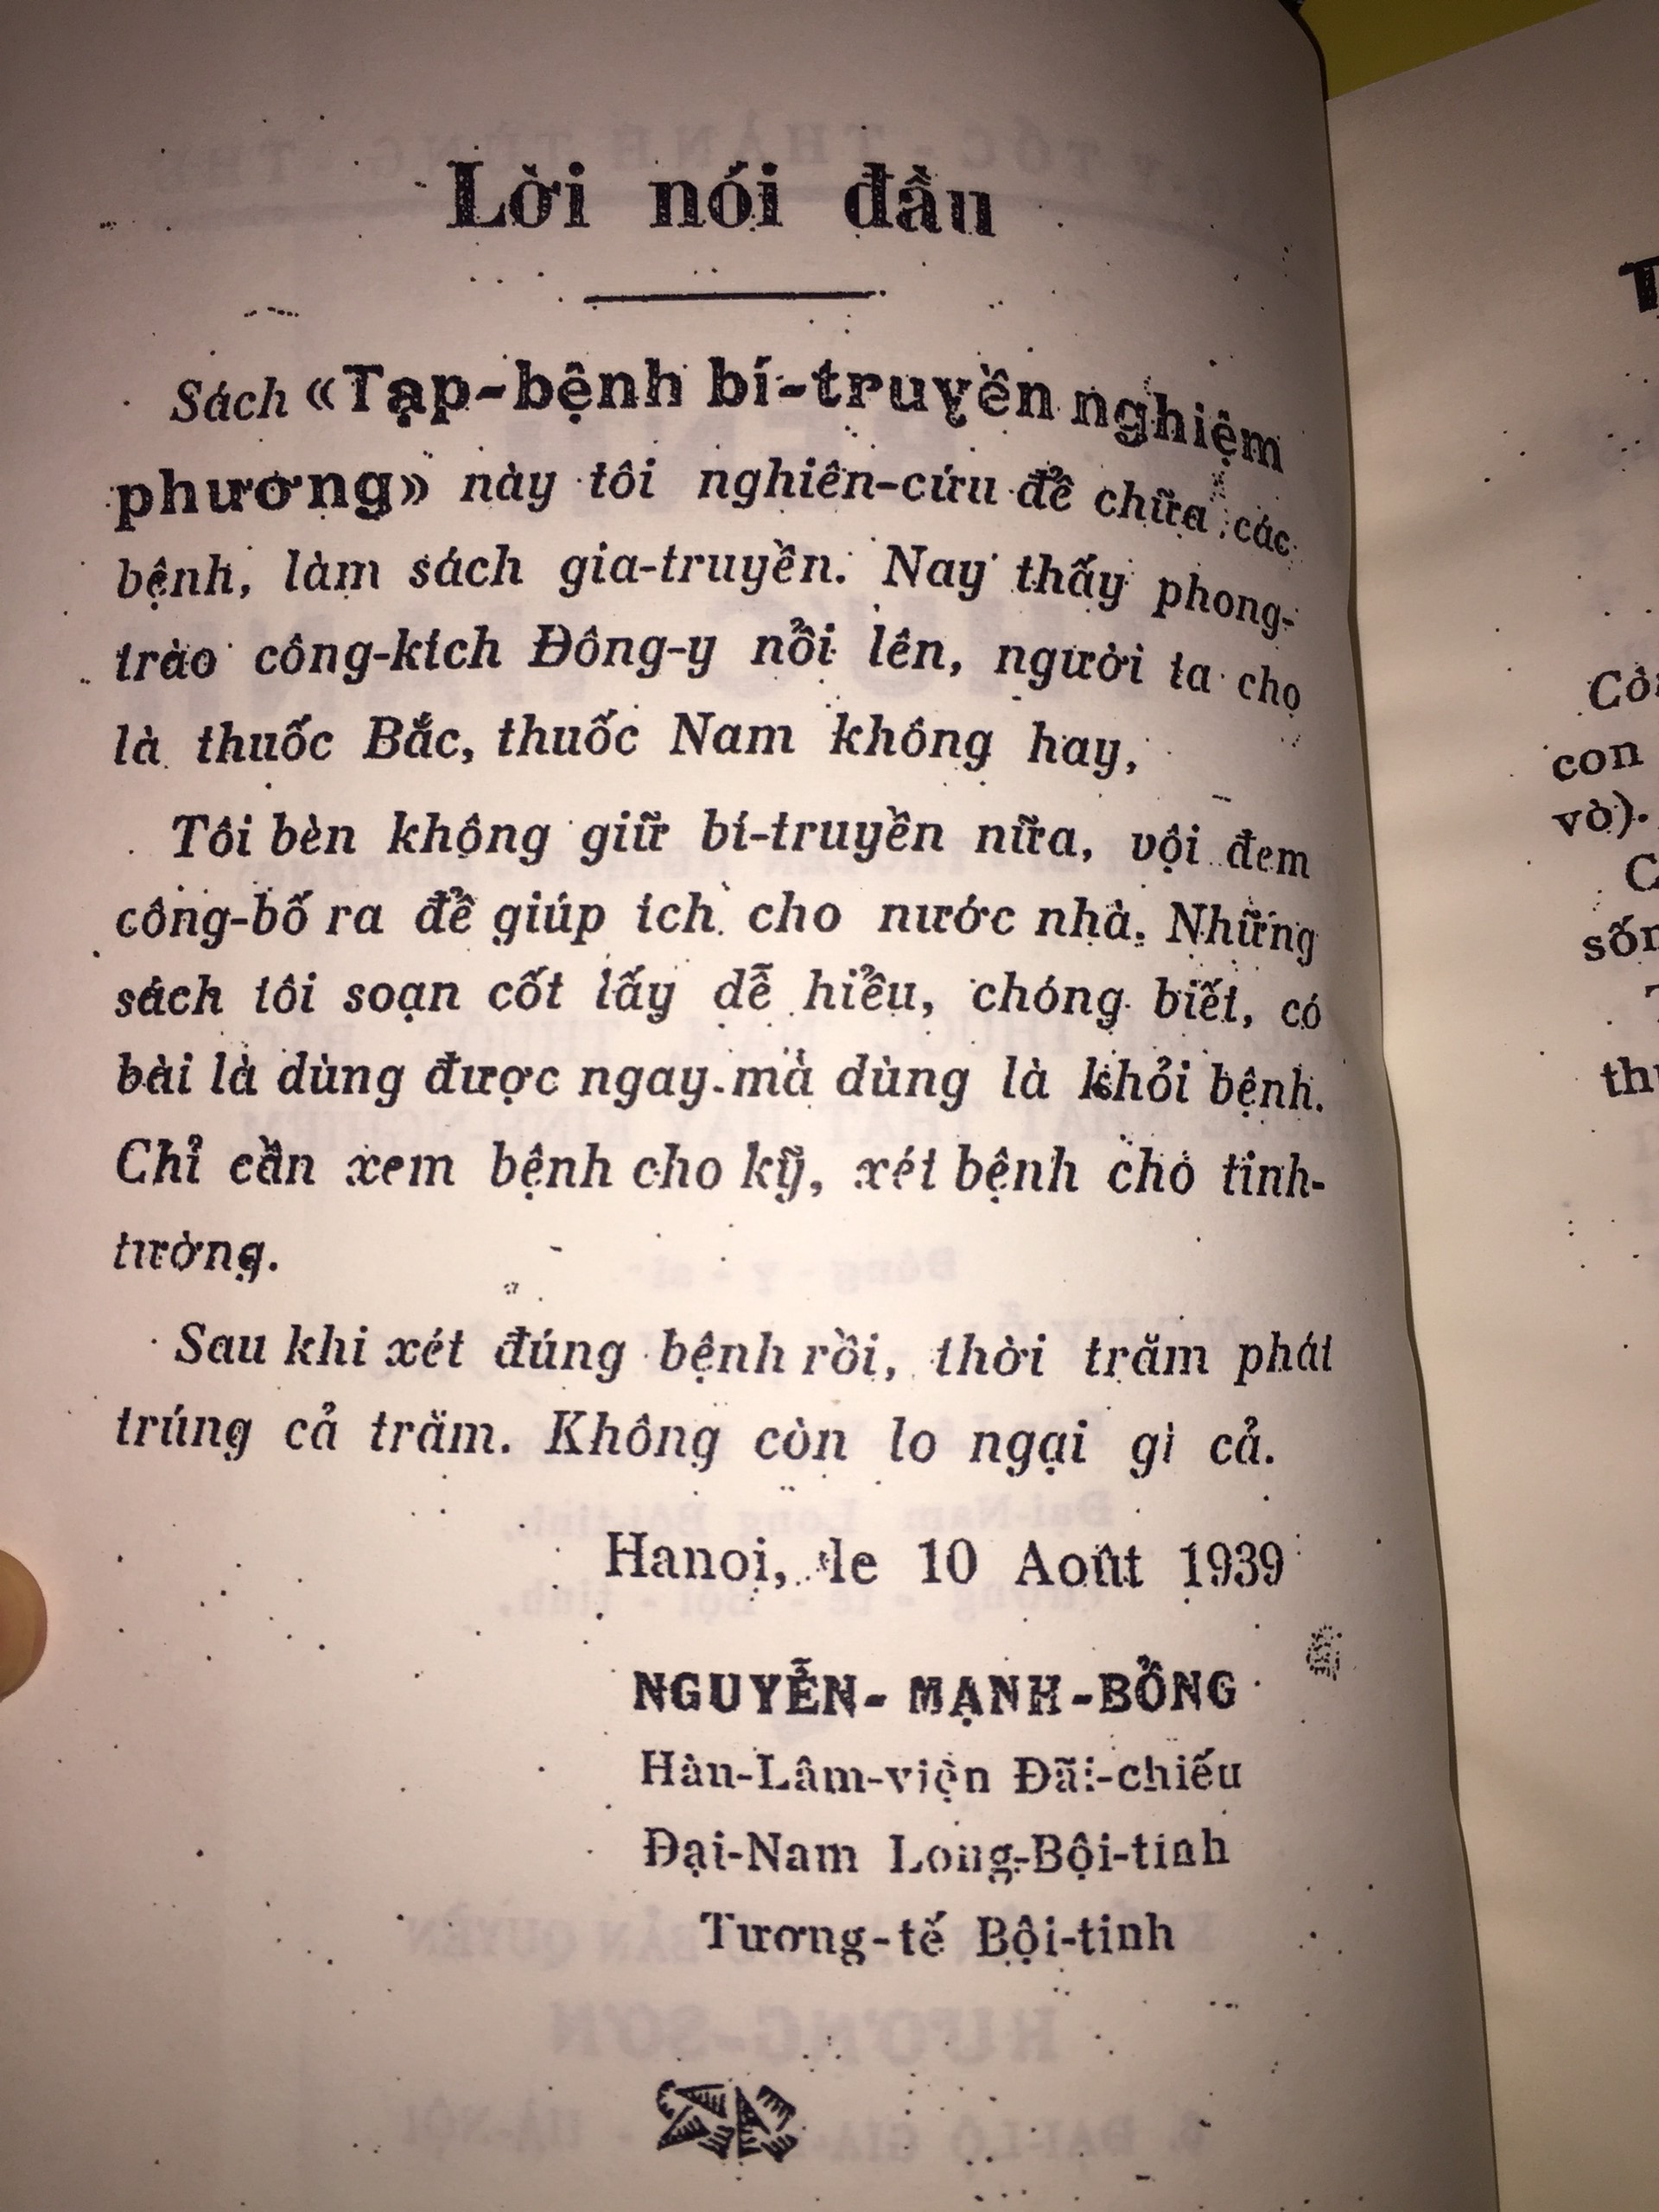 Lời nói đầu
Sách «Tạp-bệnh bí-truyền nghiệm
phương» này tôi nghiên-cứu để chữa các
bệnh, làm sách gia-truyền. Nay thấy phong-
trào công-kích Đông-y nổi lên, người ta cho
là thuốc Bắc, thuốc Nam không hay,
Tôi bèn không giữ bí-truyền nữa, vội đem
công-bố ra để giúp ích cho nước nhà. Những
sách tôi soạn cốt lấy dễ hiểu, chóng biết, có
bài là dùng được ngay mà dùng là khỏi bệnh.
Chỉ cần xem bệnh cho kỹ, xét bệnh cho tinh-
tường.
Sau khi xét đúng bệnh rồi, thời trăm phát
trúng cả trăm. Không còn lo ngại gì cả.
Hanoi, le 10 Août 1939
NGUYỄN-MẠNH-BỔNG
Hàn-Lâm-viện Đãi-chiếu
Đại-Nam Long-Bội-tinh
Tương-tế Bội-tinh
con
vò).